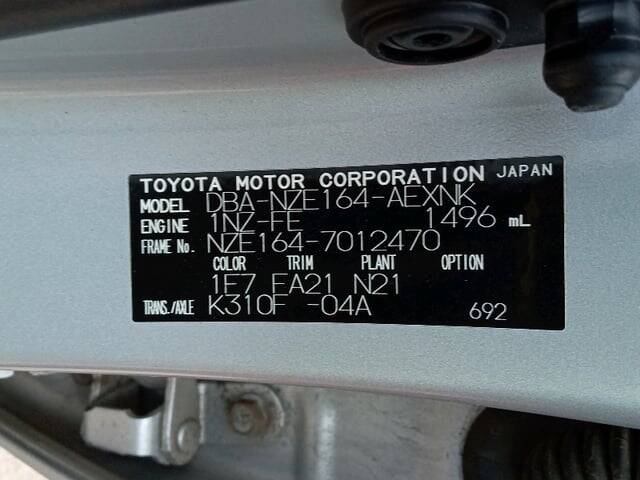 TOYOTA MOTOR CORPORATION JAPAN
MODEL DBA-NZE164-AEXNK
ENGINE 1NZ-FE 1496 mL
FRAME No. NZE164-7012470
COLOR TRIM PLANT OPTION
1E7 FA21 N21
TRANS./AXLE K310F -04A 692